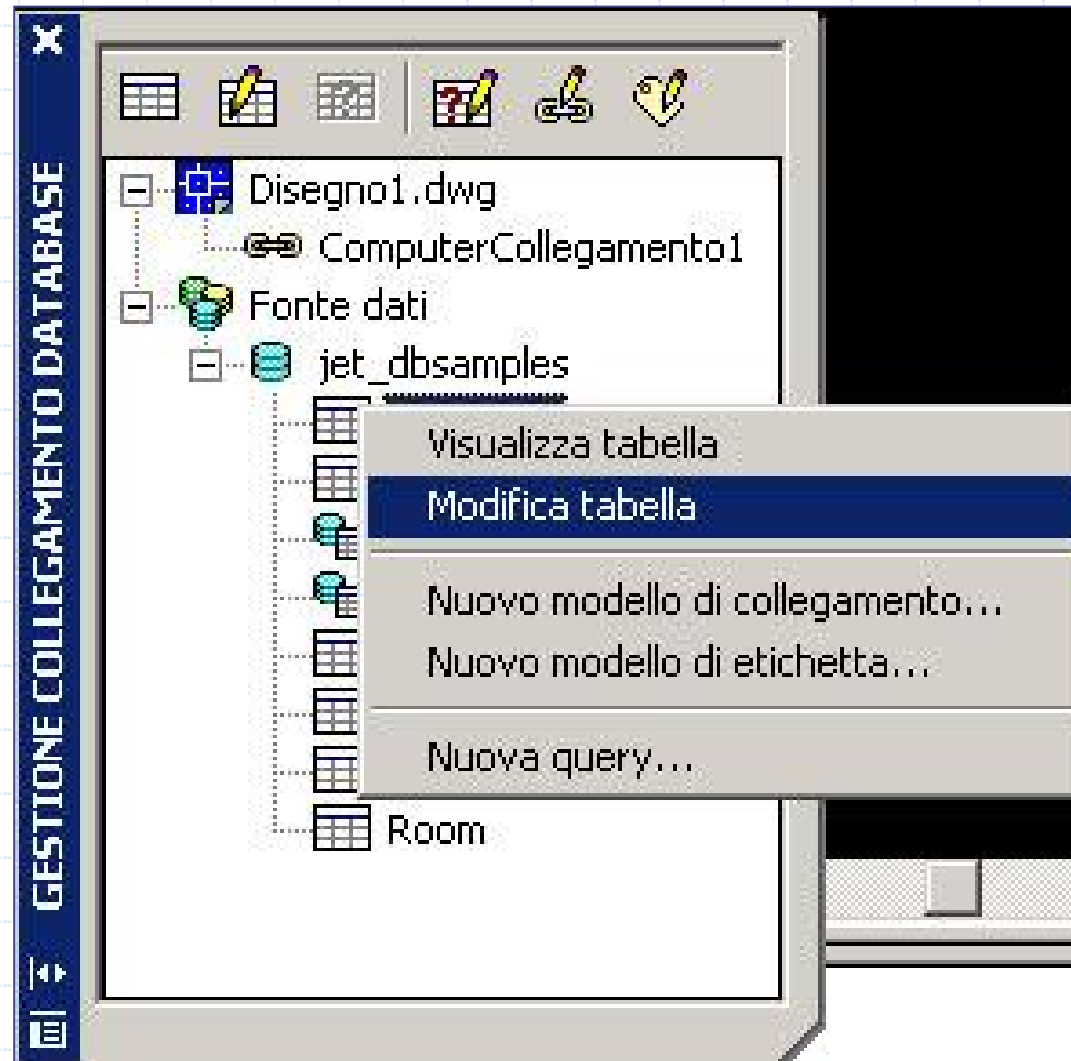 GESTIONE COLLEGAMENTO DATABASE
Disegno1.dwg
ComputerCollegamento1
Fonte dati
jet_dbsamples
Visualizza tabella
Modifica tabella
Nuovo modello di collegamento...
Nuovo modello di etichetta...
Nuova query...
Room